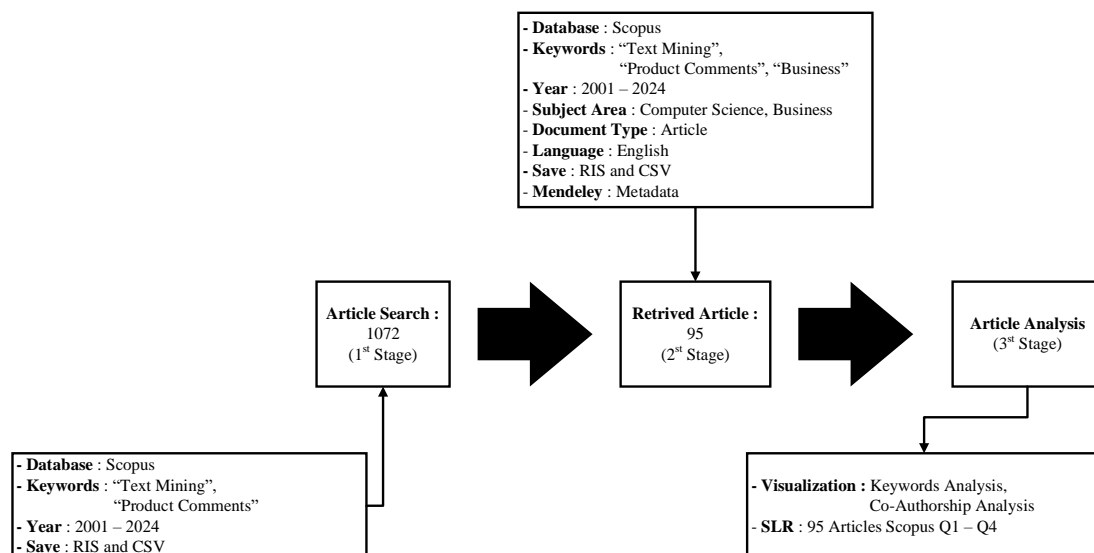 - Database : Scopus
- Keywords : “Text Mining”,
“Product Comments”, “Business”
- Year : 2001 – 2024
- Subject Area : Computer Science, Business
- Document Type : Article
- Language : English
- Save : RIS and CSV
- Mendeley : Metadata
Article Search :
1072
(1st Stage)
Retrived Article :
95
(2st Stage)
Article Analysis
(3st Stage)
- Database : Scopus
- Keywords : “Text Mining”,
“Product Comments”
- Year : 2001 – 2024
- Save : RIS and CSV
- Visualization : Keywords Analysis,
Co-Authorship Analysis
- SLR : 95 Articles Scopus Q1 – Q4